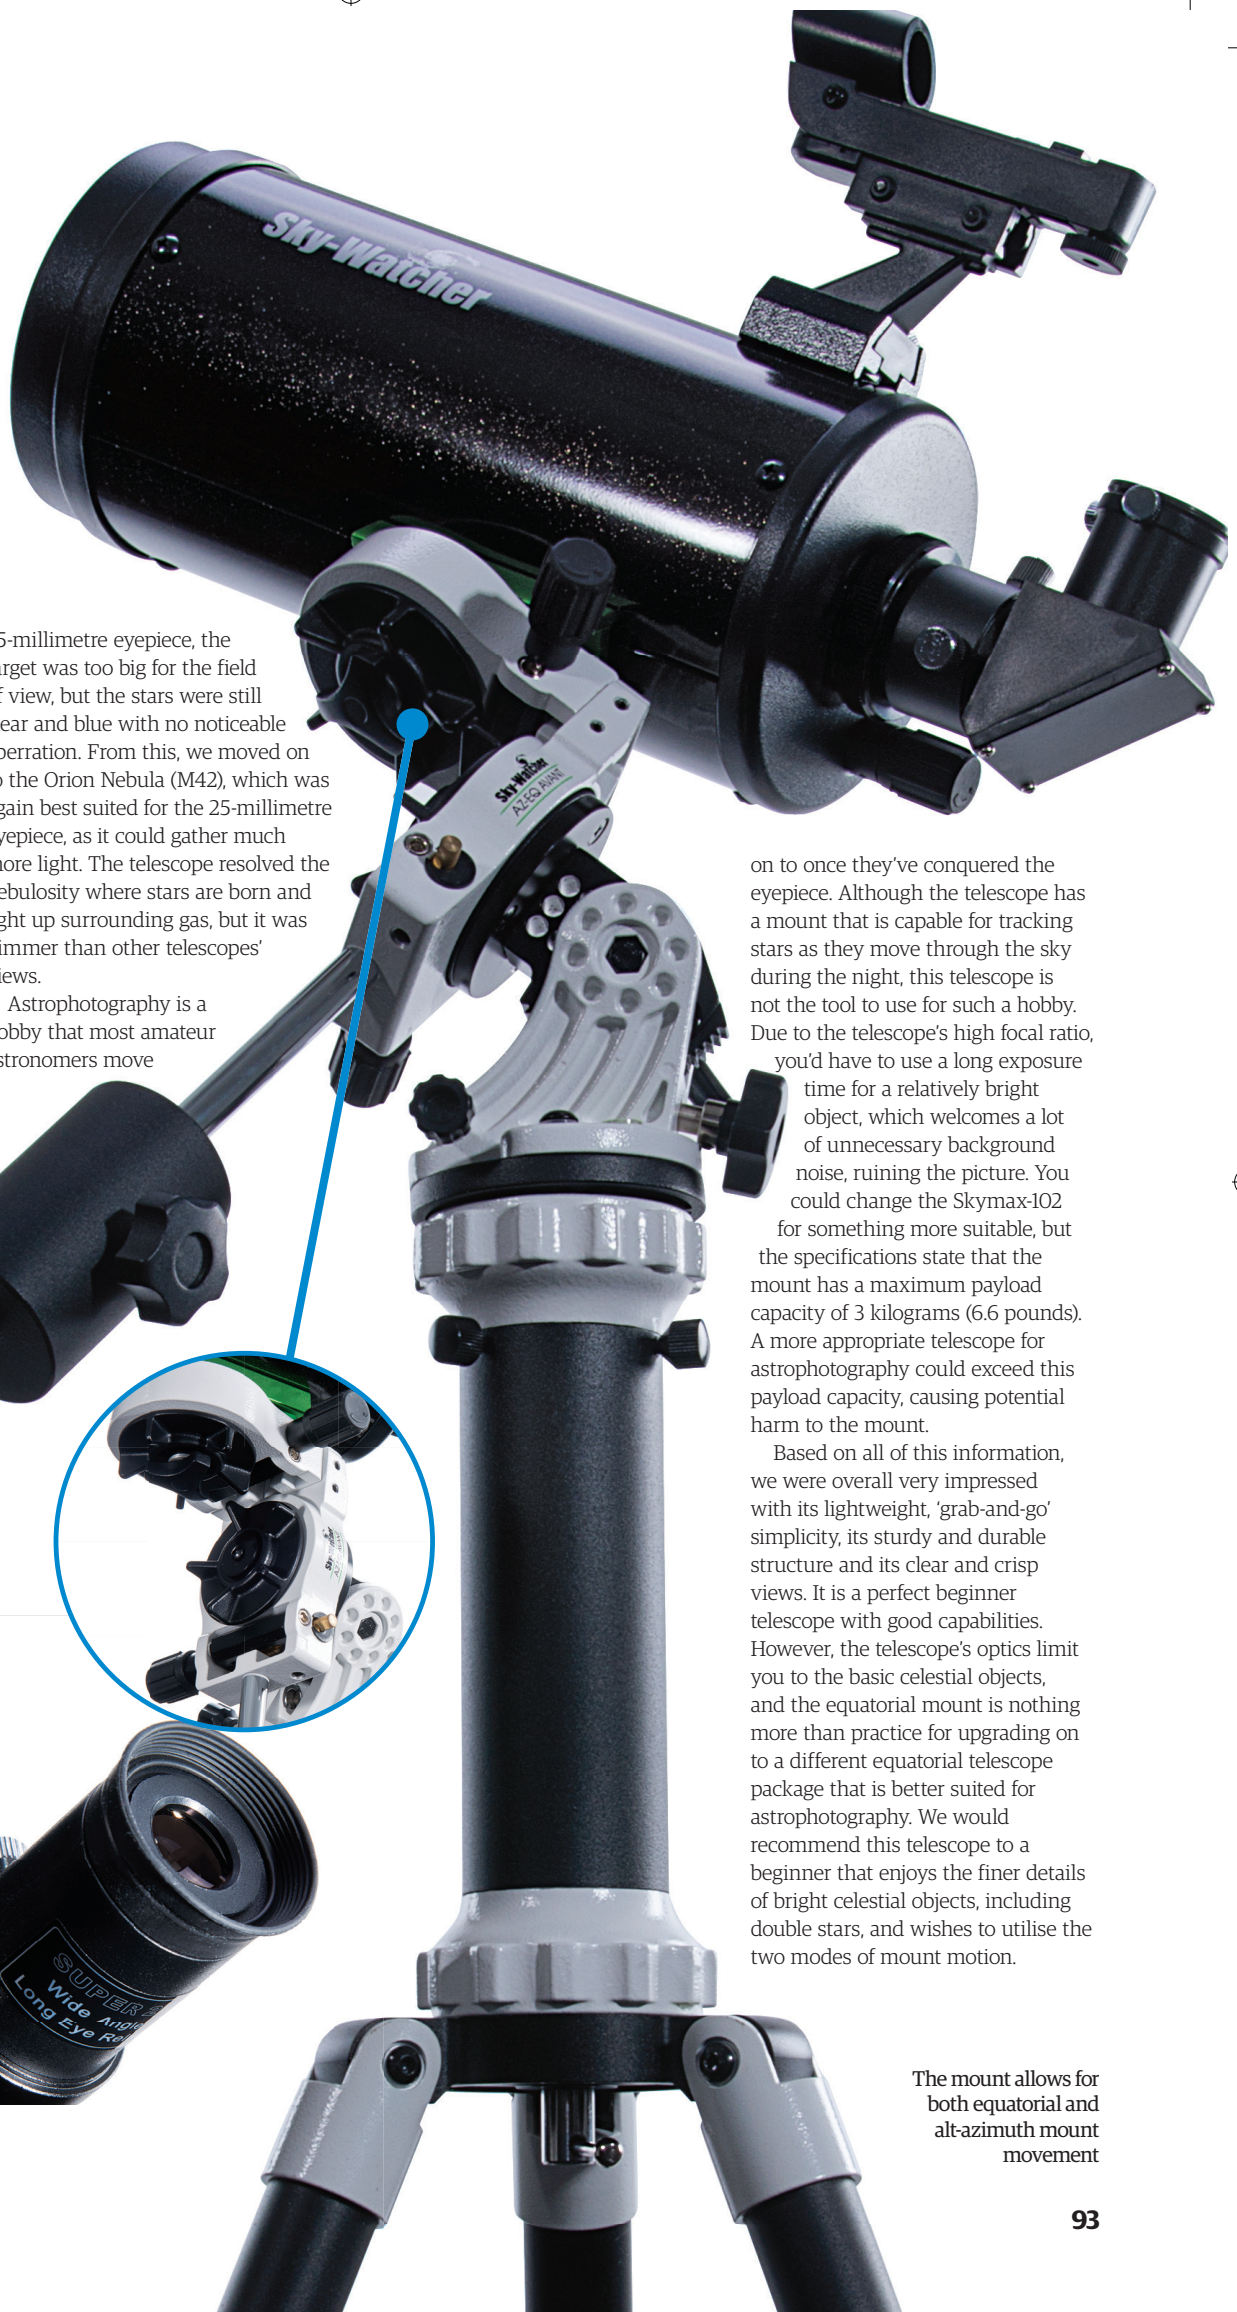 Sky-Watcher
5-millimetre eyepiece, the
rget was too big for the field
f view, but the stars were still
ear and blue with no noticeable
berration. From this, we moved on
o the Orion Nebula (M42), which was
gain best suited for the 25-millimetre
yepiece, as it could gather much
ore light. The telescope resolved the
ebulosity where stars are born and
ght up surrounding gas, but it was
immer than other telescopes’
iews.
Astrophotography is a
obby that most amateur
stronomers move
Sky-Watcher
AZ-EQ AVANT
on to once they’ve conquered the
eyepiece. Although the telescope has
a mount that is capable for tracking
stars as they move through the sky
during the night, this telescope is
not the tool to use for such a hobby.
Due to the telescope’s high focal ratio,
you’d have to use a long exposure
time for a relatively bright
object, which welcomes a lot
of unnecessary background
noise, ruining the picture. You
could change the Skymax-102
for something more suitable, but
the specifications state that the
mount has a maximum payload
capacity of 3 kilograms (6.6 pounds).
A more appropriate telescope for
astrophotography could exceed this
payload capacity, causing potential
harm to the mount.
Based on all of this information,
we were overall very impressed
with its lightweight, ‘grab-and-go’
simplicity, its sturdy and durable
structure and its clear and crisp
views. It is a perfect beginner
telescope with good capabilities.
However, the telescope’s optics limit
you to the basic celestial objects,
and the equatorial mount is nothing
more than practice for upgrading on
to a different equatorial telescope
package that is better suited for
astrophotography. We would
recommend this telescope to a
beginner that enjoys the finer details
of bright celestial objects, including
double stars, and wishes to utilise the
two modes of mount motion.
SUPER
Wide Angle
Long Eye Re
The mount allows for
both equatorial and
alt-azimuth mount
movement
93